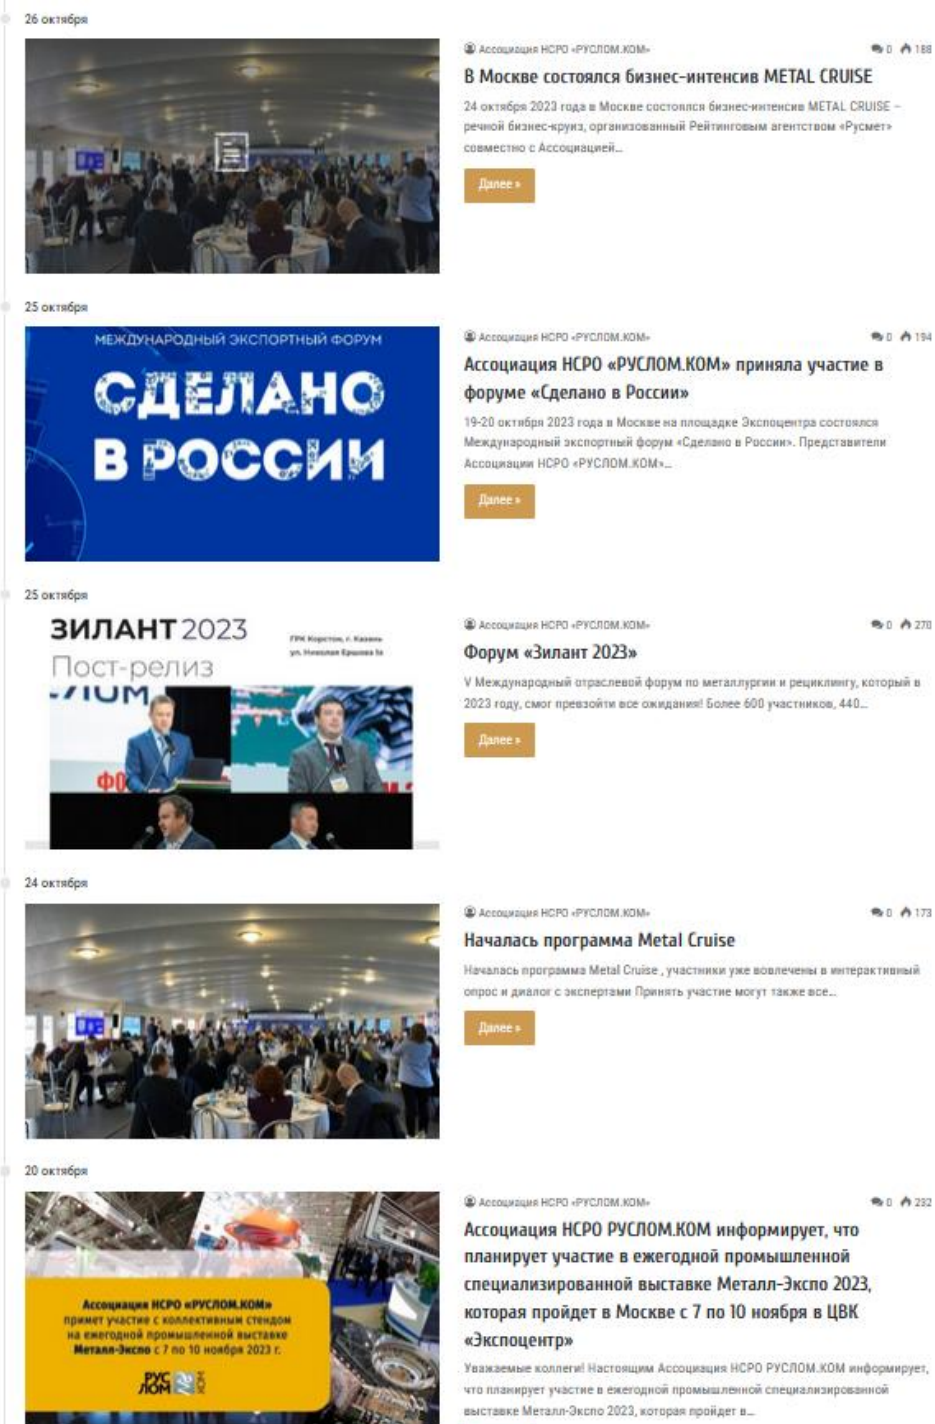 26 октября
Ассоциация НСРО «РУСЛОМ.КОМ» 0 188
В Москве состоялся бизнес-интенсив METAL CRUISE
24 октября 2023 года в Москве состоялся бизнес-интенсив METAL CRUISE –
речной бизнес-круиз, организованный Рейтинговым агентством «Русмет»
совместно с Ассоциацией...
Далее »
25 октября
МЕЖДУНАРОДНЫЙ ЭКСПОРТНЫЙ ФОРУМ
СДЕЛАНО
В РОССИИ
Ассоциация НСРО «РУСЛОМ.КОМ» 0 194
Ассоциация НСРО «РУСЛОМ.КОМ» приняла участие в
форуме «Сделано в России»
19-20 октября 2023 года в Москве на площадке Экспоцентра состоялся
Международный экспортный форум «Сделано в России». Представители
Ассоциации НСРО «РУСЛОМ.КОМ»...
Далее »
25 октября
ЗИЛАНТ 2023
Пост-релиз
ГРК Корстон, г. Казань
ул. Николая Ершова 1а
Ассоциация НСРО «РУСЛОМ.КОМ» 0 270
Форум «Зилант 2023»
V Международный отраслевой форум по металлургии и рециклингу, который в
2023 году, смог превзойти все ожидания! Более 600 участников, 440...
Далее »
24 октября
Ассоциация НСРО «РУСЛОМ.КОМ» 0 173
Началась программа Metal Cruise
Началась программа Metal Cruise , участники уже вовлечены в интерактивный
опрос и диалог с экспертами Принять участие могут также все...
Далее »
20 октября
Ассоциация НСРО «РУСЛОМ.КОМ»
примет участие с коллективным стендом
на ежегодной промышленной выставке
Металл-Экспо с 7 по 10 ноября 2023 г.
РУС
ЛОМ
КОМ
Ассоциация НСРО «РУСЛОМ.КОМ» 0 232
Ассоциация НСРО РУСЛОМ.КОМ информирует, что
планирует участие в ежегодной промышленной
специализированной выставке Металл-Экспо 2023,
которая пройдет в Москве с 7 по 10 ноября в ЦВК
«Экспоцентр»
Уважаемые коллеги! Настоящим Ассоциация НСРО РУСЛОМ.КОМ информирует,
что планирует участие в ежегодной промышленной специализированной
выставке Металл-Экспо 2023, которая пройдет в...